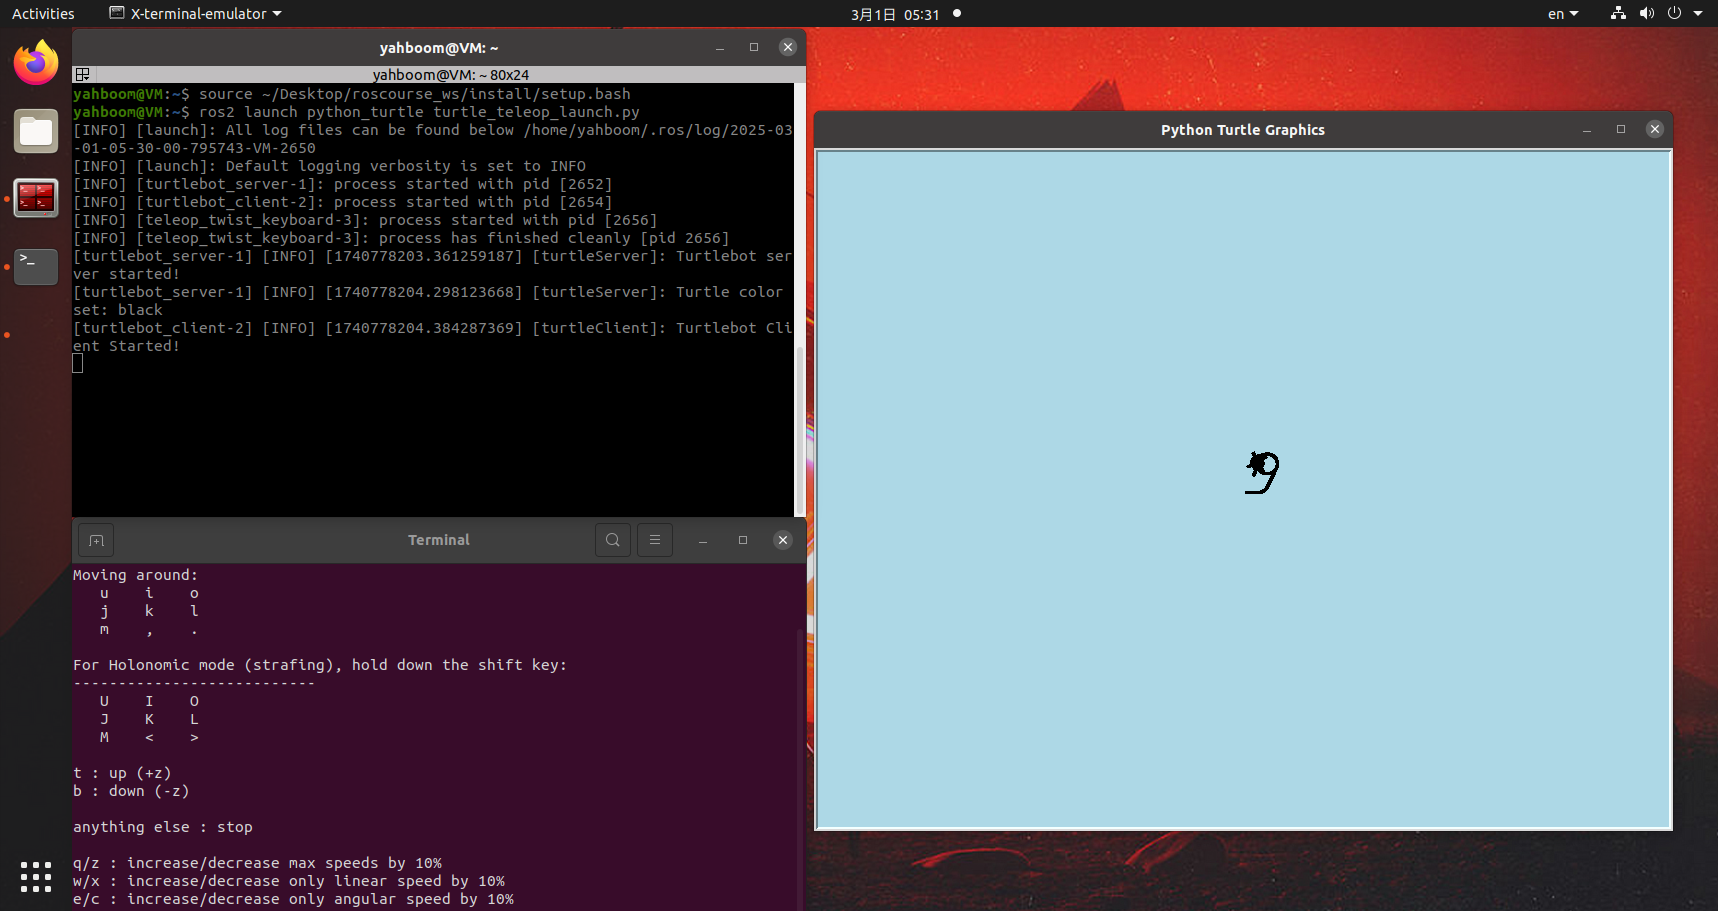 Activities
X-terminal-emulator
3月1日 05:31
en
yahboom@VM: ~
yahboom@VM: ~ 80x24
yahboom@VM:~$ source ~/Desktop/roscourse_ws/install/setup.bash
yahboom@VM:~$ ros2 launch python_turtle turtle_teleop_launch.py
[INFO] [launch]: All log files can be found below /home/yahboom/.ros/log/2025-03
-01-05-30-00-795743-VM-2650
[INFO] [launch]: Default logging verbosity is set to INFO
[INFO] [turtlebot_server-1]: process started with pid [2652]
[INFO] [turtlebot_client-2]: process started with pid [2654]
[INFO] [teleop_twist_keyboard-3]: process started with pid [2656]
[INFO] [teleop_twist_keyboard-3]: process has finished cleanly [pid 2656]
[turtlebot_server-1] [INFO] [1740778203.361259187] [turtleServer]: Turtlebot ser
ver started!
[turtlebot_server-1] [INFO] [1740778204.298123668] [turtleServer]: Turtle color
set: black
[turtlebot_client-2] [INFO] [1740778204.384287369] [turtleClient]: Turtlebot Cli
ent Started!
Terminal
Moving around:
u i o
j k l
m , .
For Holonomic mode (strafing), hold down the shift key:
---------------------------
U I O
J K L
M < >
t : up (+z)
b : down (-z)
anything else : stop
q/z : increase/decrease max speeds by 10%
w/x : increase/decrease only linear speed by 10%
e/c : increase/decrease only angular speed by 10%
Python Turtle Graphics